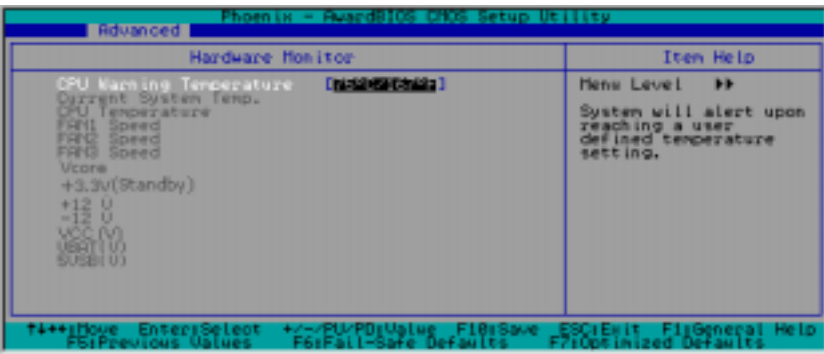 Phoenix - AwardBIOS CMOS Setup Utility
Advanced
Hardware Monitor
Item Help
CPU Warning Temperature [75°C/167°F]
Current System Temp.
CPU Temperature
FAN1 Speed
FAN2 Speed
FAN3 Speed
Vcore
+3.3V(Standby)
+12 V
-12 V
VCC (V)
VBAT(V)
5VSB(V)
Menu Level ►►
System will alert upon
reaching a user
defined temperature
setting.
↑↓←→:Move Enter:Select +/-/PU/PD:Value F10:Save ESC:Exit F1:General Help
F5:Previous Values F6:Fail-Safe Defaults F7:Optimized Defaults